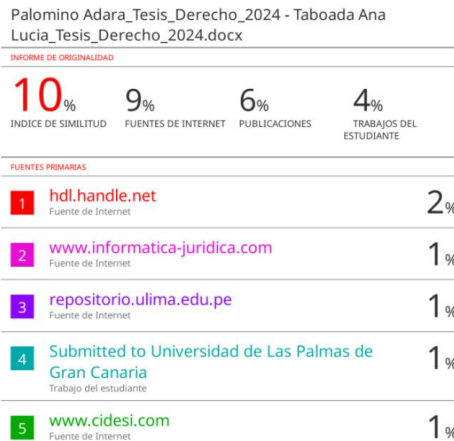 Palomino Adara_Tesis_Derecho_2024 - Taboada Ana
Lucia_Tesis_Derecho_2024.docx
INFORME DE ORIGINALIDAD
10% 9% 6% 4%
INDICE DE SIMILITUD FUENTES DE INTERNET PUBLICACIONES TRABAJOS DEL
ESTUDIANTE
FUENTES PRIMARIAS
1 hdl.handle.net 2%
Fuente de Internet
2 www.informatica-juridica.com 1%
Fuente de Internet
3 repositorio.ulima.edu.pe 1%
Fuente de Internet
4 Submitted to Universidad de Las Palmas de 1%
Gran Canaria
Trabajo del estudiante
5 www.cidesi.com 1%
Fuente de Internet